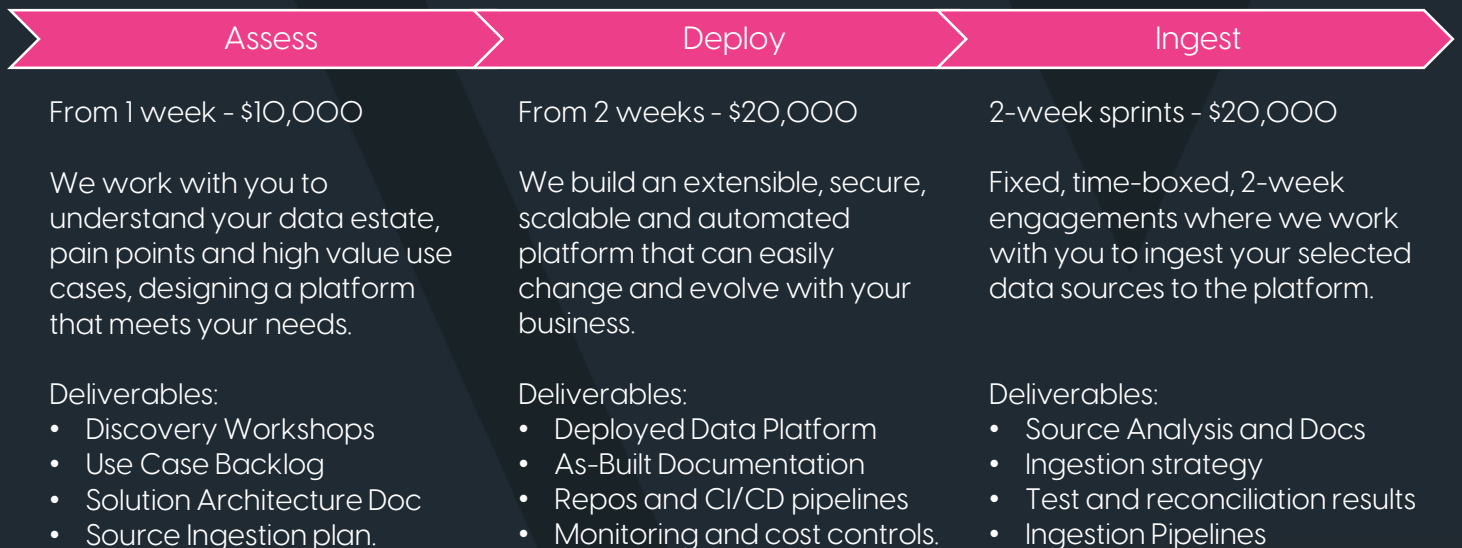 Assess
Deploy
Ingest
From 1 week - $10,000
We work with you to
understand your data estate,
pain points and high value use
cases, designing a platform
that meets your needs.
Deliverables:
• Discovery Workshops
• Use Case Backlog
• Solution Architecture Doc
• Source Ingestion plan.
From 2 weeks - $20,000
We build an extensible, secure,
scalable and automated
platform that can easily
change and evolve with your
business.
Deliverables:
• Deployed Data Platform
• As-Built Documentation
• Repos and CI/CD pipelines
• Monitoring and cost controls.
2-week sprints - $20,000
Fixed, time-boxed, 2-week
engagements where we work
with you to ingest your selected
data sources to the platform.
Deliverables:
• Source Analysis and Docs
• Ingestion strategy
• Test and reconciliation results
• Ingestion Pipelines